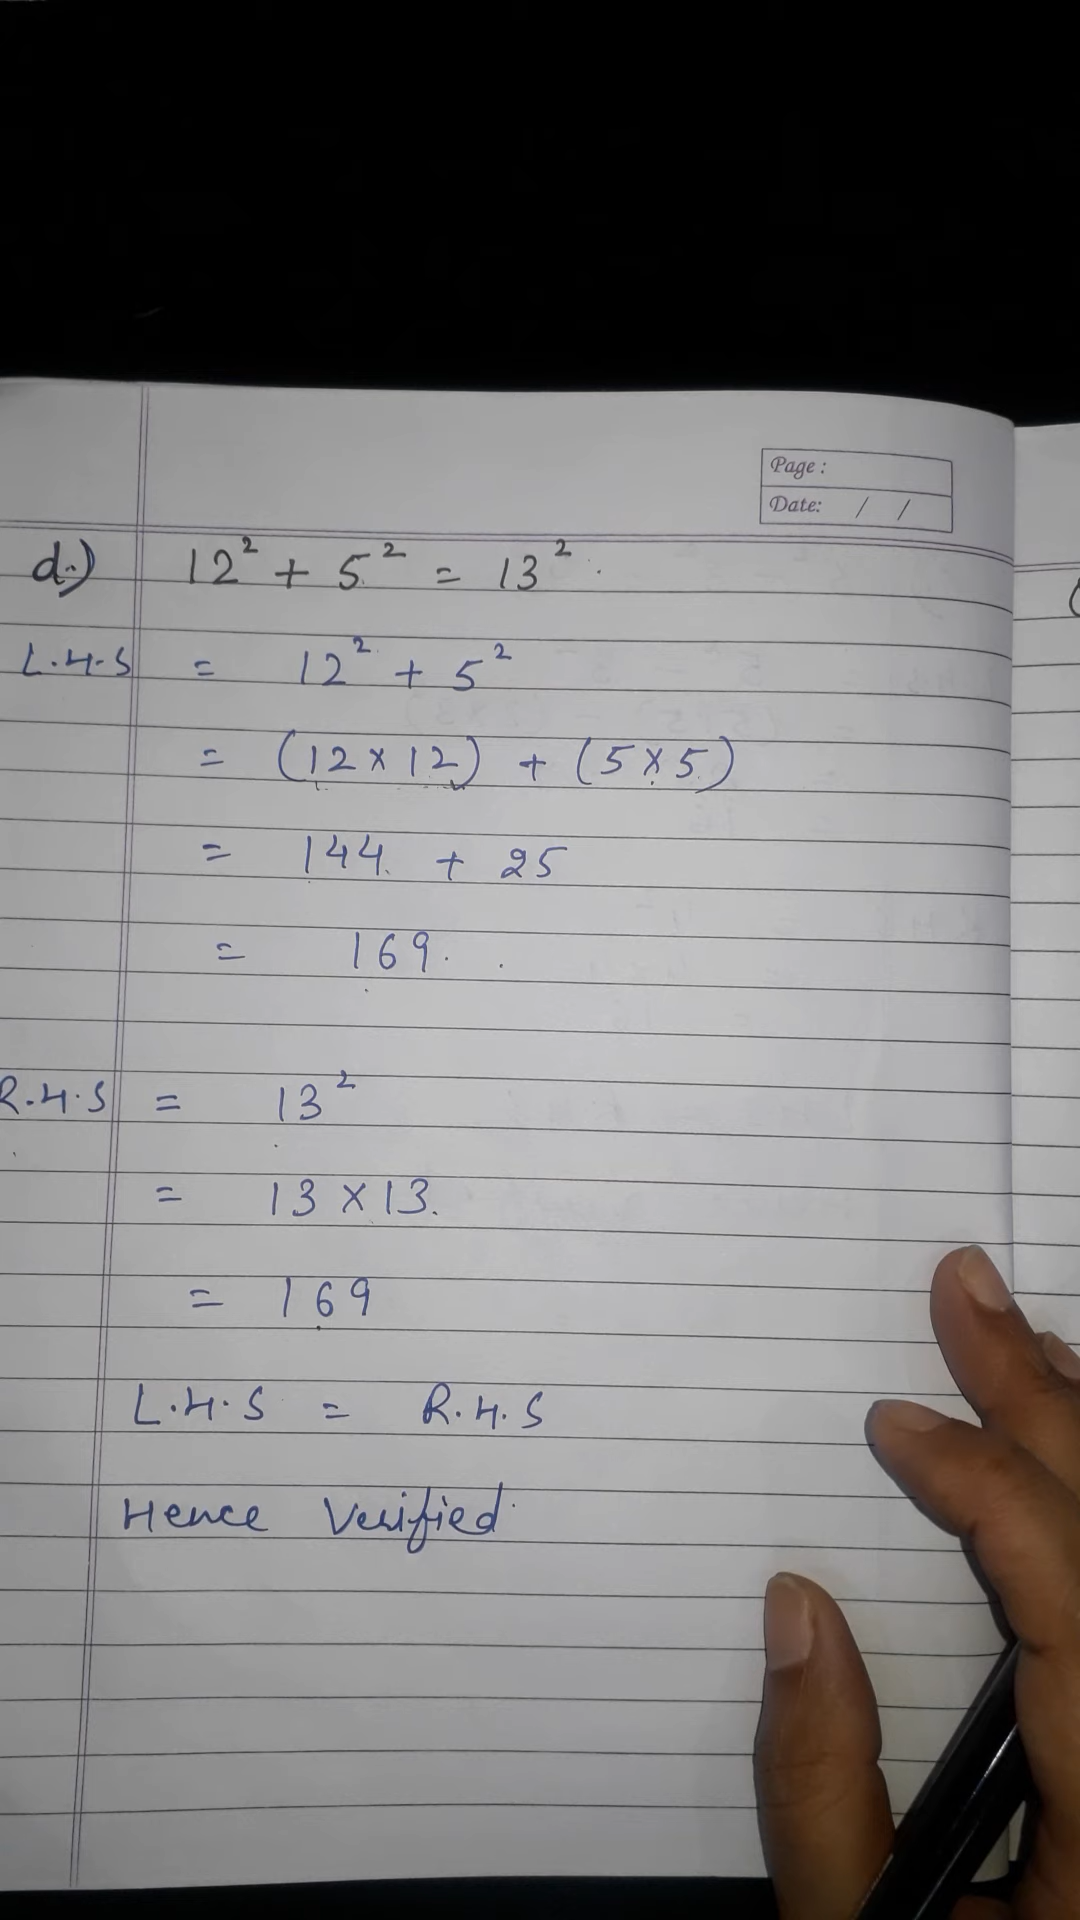 Page :
Date: / /
d.) 12² + 5² = 13² .
L.H.S = 12² + 5²
= (12 × 12) + (5 × 5)
= 144 + 25
= 169.
R.H.S = 13²
= 13 × 13.
= 169
L.H.S = R.H.S
Hence Verified